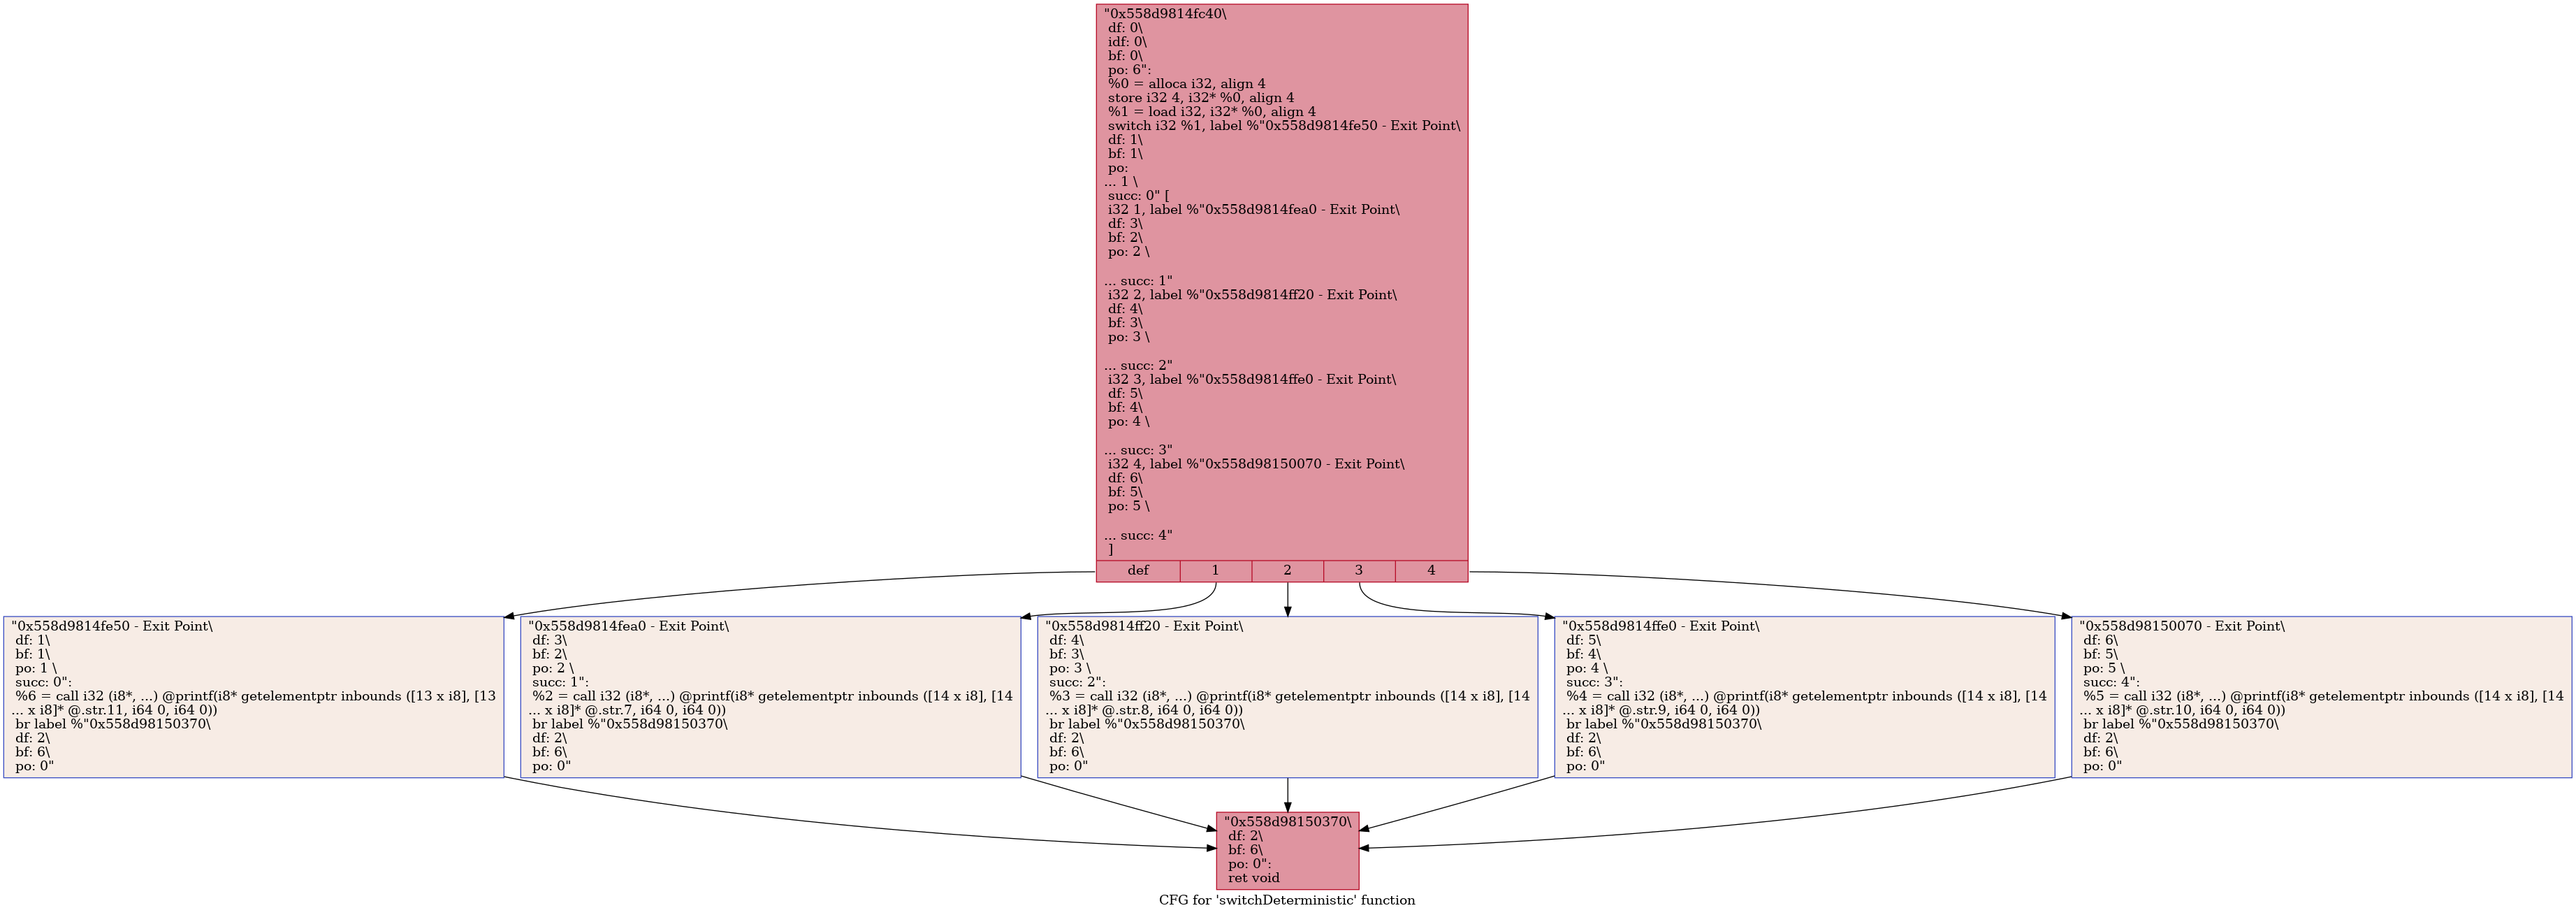 "0x558d9814fc40\
df: 0\
idf: 0\
bf: 0\
po: 6":
%0 = alloca i32, align 4
store i32 4, i32* %0, align 4
%1 = load i32, i32* %0, align 4
switch i32 %1, label %"0x558d9814fe50 - Exit Point\
df: 1\
bf: 1\
po:
... 1 \
succ: 0" [
i32 1, label %"0x558d9814fea0 - Exit Point\
df: 3\
bf: 2\
po: 2 \
... succ: 1"
i32 2, label %"0x558d9814ff20 - Exit Point\
df: 4\
bf: 3\
po: 3 \
... succ: 2"
i32 3, label %"0x558d9814ffe0 - Exit Point\
df: 5\
bf: 4\
po: 4 \
... succ: 3"
i32 4, label %"0x558d98150070 - Exit Point\
df: 6\
bf: 5\
po: 5 \
... succ: 4"
]
def 1 2 3 4
"0x558d9814fe50 - Exit Point\
df: 1\
bf: 1\
po: 1 \
succ: 0":
%6 = call i32 (i8*, ...) @printf(i8* getelementptr inbounds ([13 x i8], [13
... x i8]* @.str.11, i64 0, i64 0))
br label %"0x558d98150370\
df: 2\
bf: 6\
po: 0"
"0x558d9814fea0 - Exit Point\
df: 3\
bf: 2\
po: 2 \
succ: 1":
%2 = call i32 (i8*, ...) @printf(i8* getelementptr inbounds ([14 x i8], [14
... x i8]* @.str.7, i64 0, i64 0))
br label %"0x558d98150370\
df: 2\
bf: 6\
po: 0"
"0x558d9814ff20 - Exit Point\
df: 4\
bf: 3\
po: 3 \
succ: 2":
%3 = call i32 (i8*, ...) @printf(i8* getelementptr inbounds ([14 x i8], [14
... x i8]* @.str.8, i64 0, i64 0))
br label %"0x558d98150370\
df: 2\
bf: 6\
po: 0"
"0x558d9814ffe0 - Exit Point\
df: 5\
bf: 4\
po: 4 \
succ: 3":
%4 = call i32 (i8*, ...) @printf(i8* getelementptr inbounds ([14 x i8], [14
... x i8]* @.str.9, i64 0, i64 0))
br label %"0x558d98150370\
df: 2\
bf: 6\
po: 0"
"0x558d98150070 - Exit Point\
df: 6\
bf: 5\
po: 5 \
succ: 4":
%5 = call i32 (i8*, ...) @printf(i8* getelementptr inbounds ([14 x i8], [14
... x i8]* @.str.10, i64 0, i64 0))
br label %"0x558d98150370\
df: 2\
bf: 6\
po: 0"
"0x558d98150370\
df: 2\
bf: 6\
po: 0":
ret void
CFG for 'switchDeterministic' function